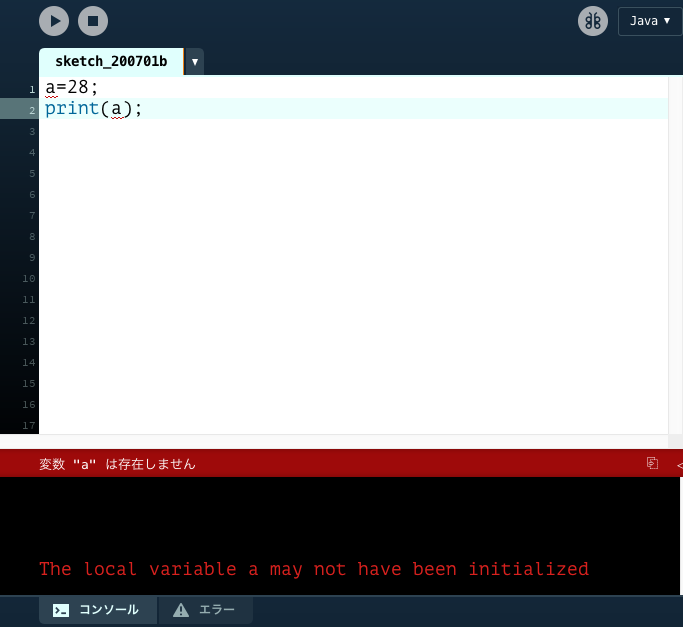 Java ▼
sketch_200701b ▼
1 a=28;
2 print(a);
3
4
5
6
7
8
9
10
11
12
13
14
15
16
17
変数 "a" は存在しません
The local variable a may not have been initialized
コンソール エラー